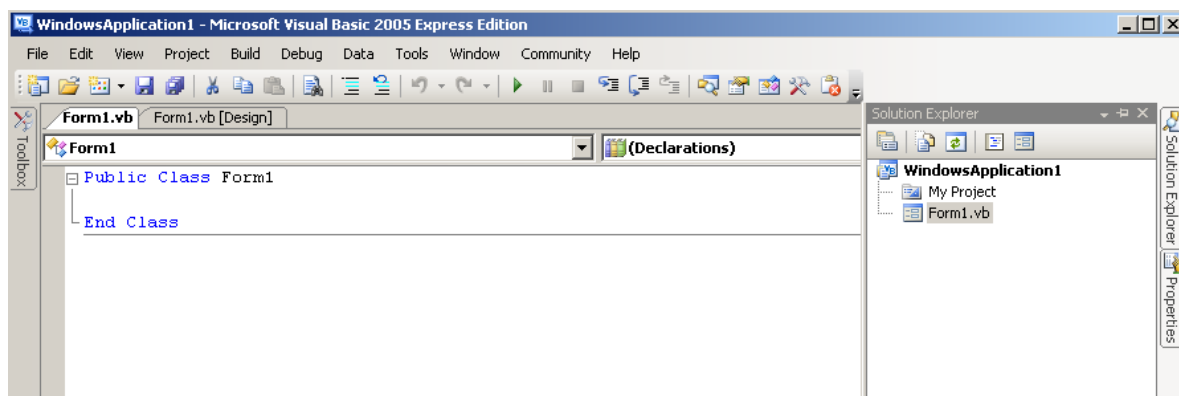 WindowsApplication1 - Microsoft Visual Basic 2005 Express Edition
File Edit View Project Build Debug Data Tools Window Community Help
Toolbox
Form1.vb Form1.vb [Design]
Form1 (Declarations)
Public Class Form1
End Class
Solution Explorer
WindowsApplication1
My Project
Form1.vb
Solution Explorer
Properties